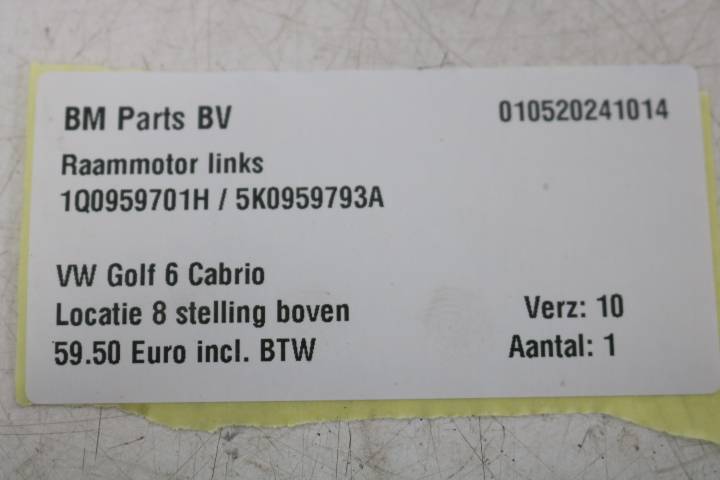 BM Parts BV 010520241014
Raammotor links
1Q0959701H / 5K0959793A
VW Golf 6 Cabrio
Locatie 8 stelling boven Verz: 10
59.50 Euro incl. BTW Aantal: 1